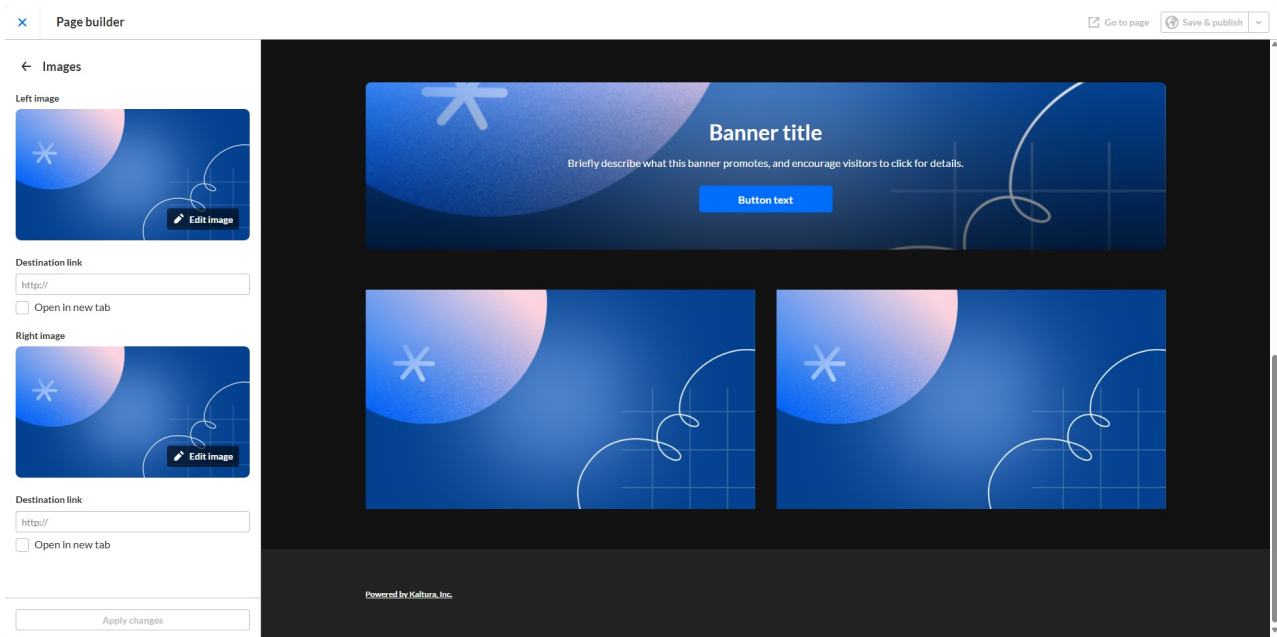 Page builder
Go to page
Save & publish
Images
Left image
Edit image
Destination link
http://
Open in new tab
Right image
Edit image
Destination link
http://
Open in new tab
Apply changes
Banner title
Briefly describe what this banner promotes, and encourage visitors to click for details.
Button text
Powered by Kaltura, Inc.